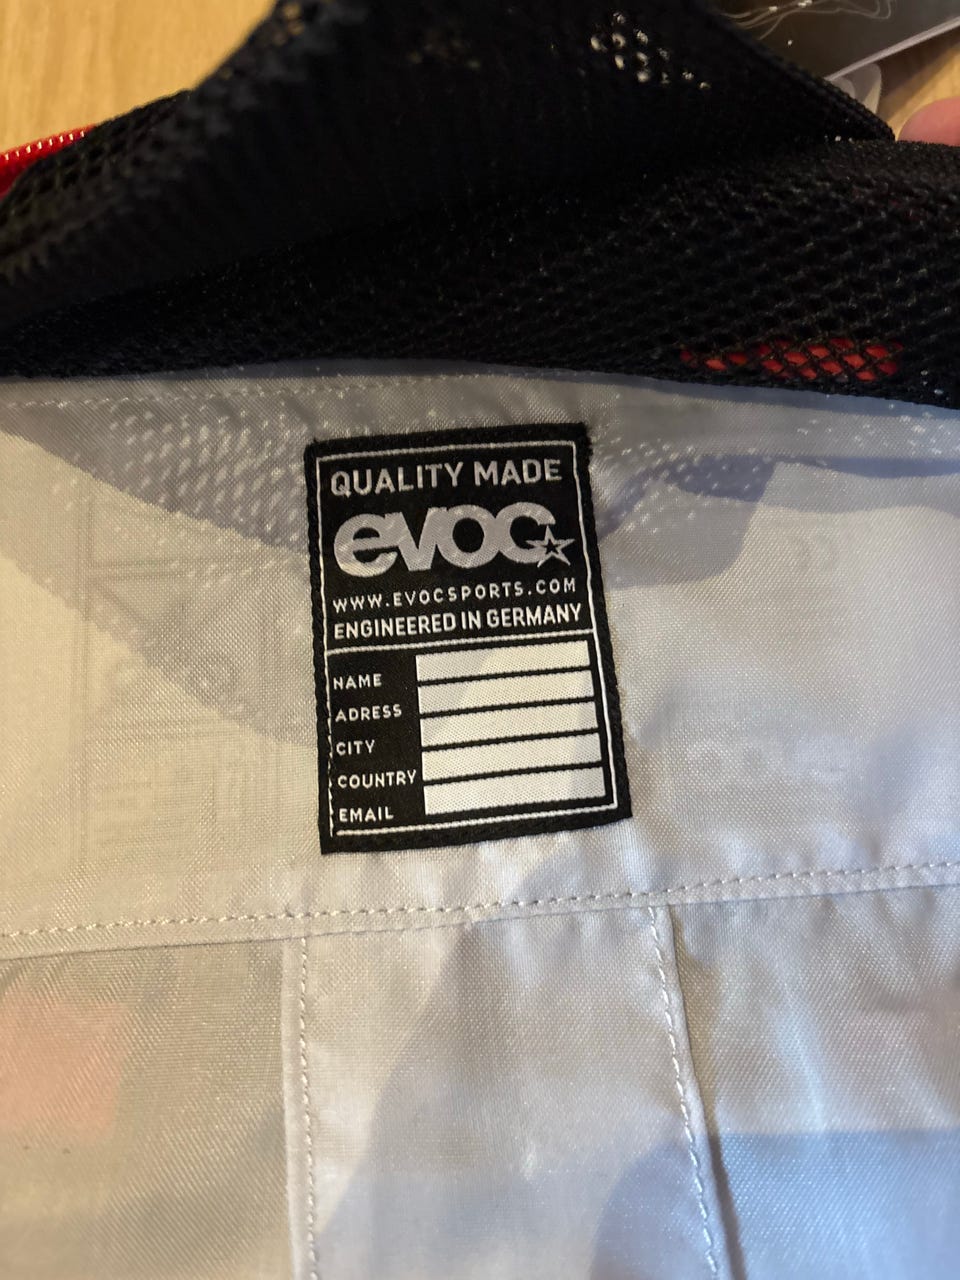 QUALITY MADE
evoc
WWW.EVOCSPORTS.COM
ENGINEERED IN GERMANY
NAME
ADRESS
CITY
COUNTRY
EMAIL